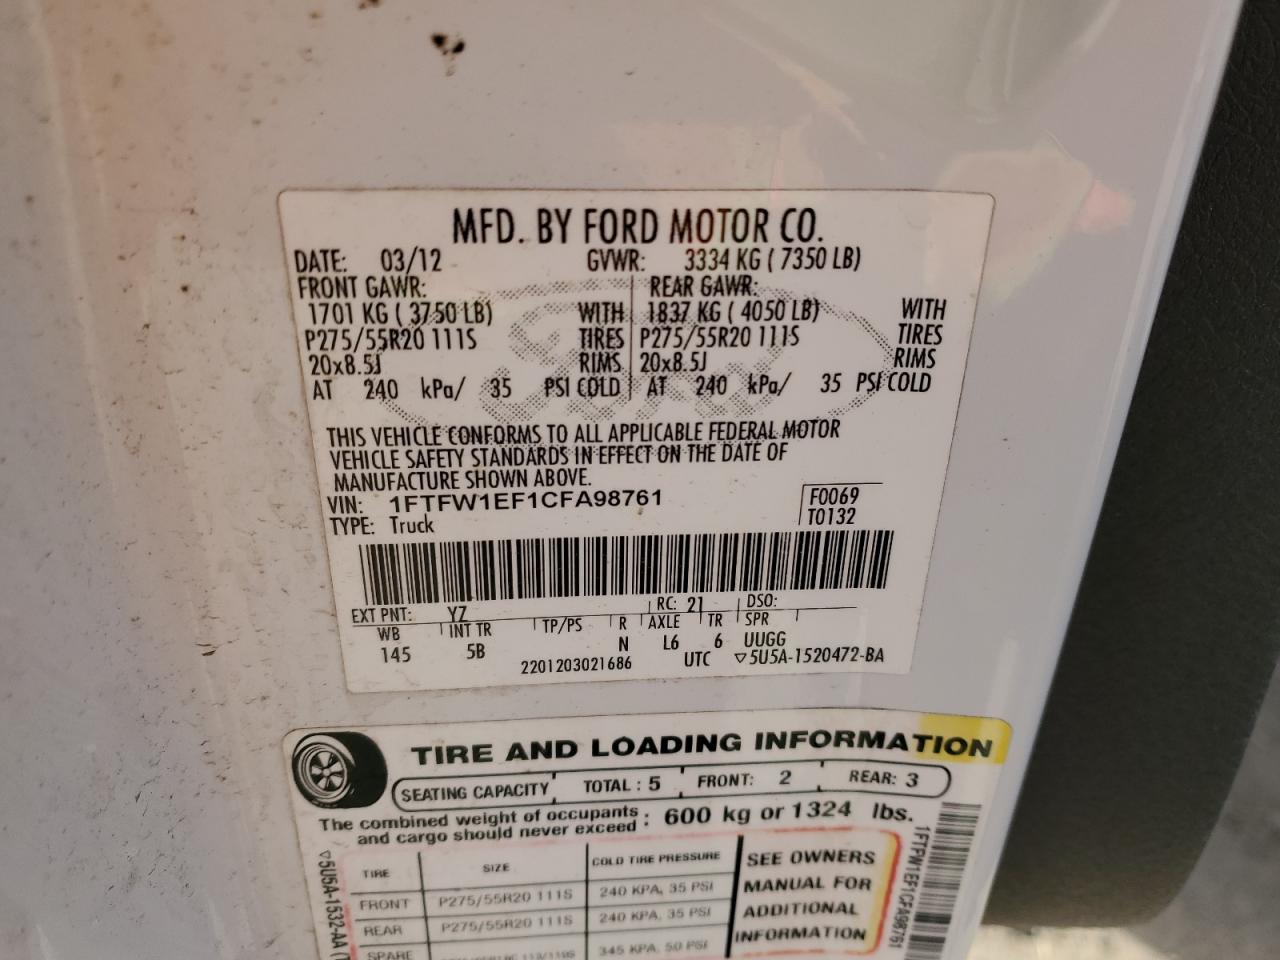 MFD. BY FORD MOTOR CO.
DATE: 03/12 GVWR: 3334 KG ( 7350 LB)
FRONT GAWR: REAR GAWR:
1701 KG ( 3750 LB) WITH 1837 KG ( 4050 LB) WITH
P275/55R20 111S TIRES P275/55R20 111S TIRES
20x8.5J RIMS 20x8.5J RIMS
AT 240 kPa/ 35 PSI COLD AT 240 kPa/ 35 PSI COLD
THIS VEHICLE CONFORMS TO ALL APPLICABLE FEDERAL MOTOR
VEHICLE SAFETY STANDARDS IN EFFECT ON THE DATE OF
MANUFACTURE SHOWN ABOVE.
VIN: 1FTFW1EF1CFA98761 F0069
TYPE: Truck T0132
EXT PNT: YZ RC: 21 DSO:
WB INT TR TP/PS R AXLE TR SPR
145 5B N L6 6 UUGG
2201203021686 UTC ▽5U5A-1520472-BA
TIRE AND LOADING INFORMATION
SEATING CAPACITY TOTAL : 5 FRONT: 2 REAR: 3
The combined weight of occupants : 600 kg or 1324 lbs.
and cargo should never exceed
TIRE SIZE COLD TIRE PRESSURE
FRONT P275/55R20 111S 240 KPA, 35 PSI
REAR P275/55R20 111S 240 KPA, 35 PSI
SPARE 345 KPA, 50 PSI
SEE OWNERS
MANUAL FOR
ADDITIONAL
INFORMATION
▽5U5A-1532-AA
1FTFW1EF1CFA98761